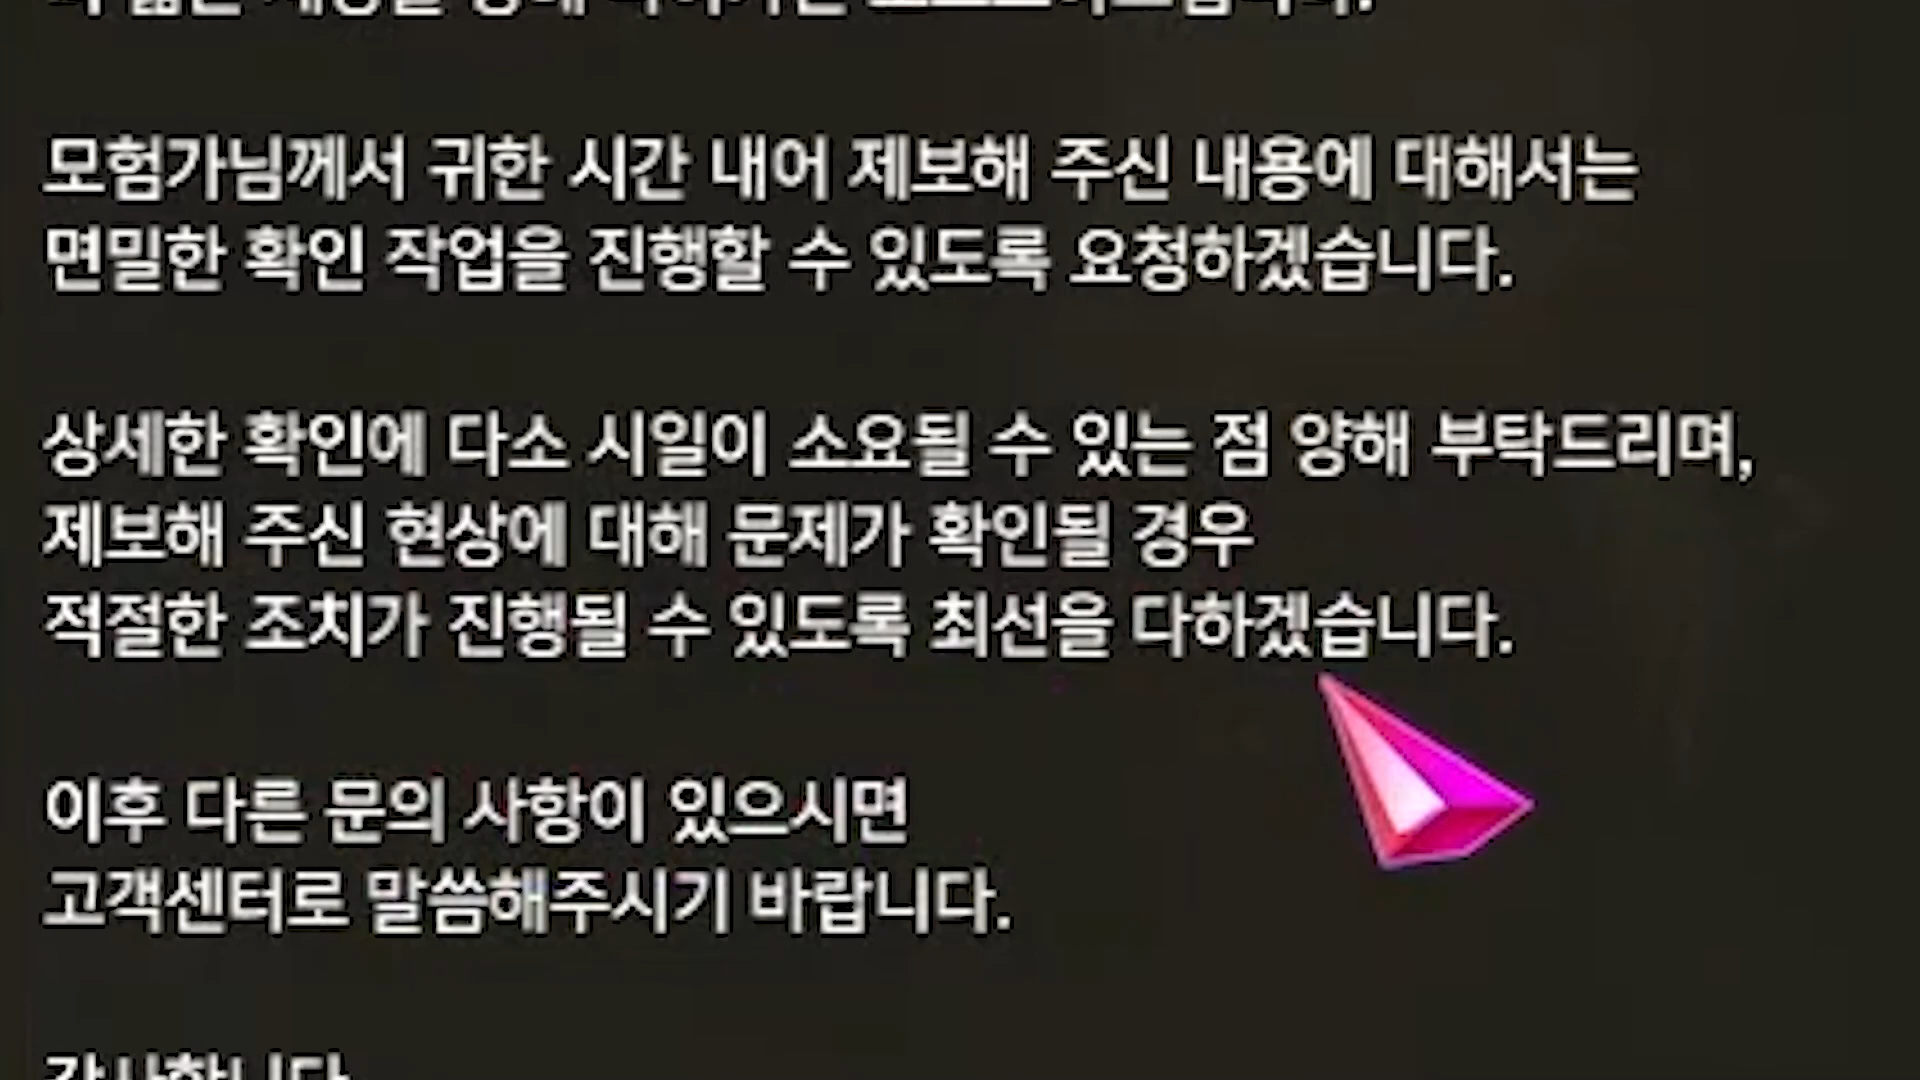 모험가님께서 귀한 시간 내어 제보해 주신 내용에 대해서는
면밀한 확인 작업을 진행할 수 있도록 요청하겠습니다.
상세한 확인에 다소 시일이 소요될 수 있는 점 양해 부탁드리며,
제보해 주신 현상에 대해 문제가 확인될 경우
적절한 조치가 진행될 수 있도록 최선을 다하겠습니다.
이후 다른 문의 사항이 있으시면
고객센터로 말씀해주시기 바랍니다.
감사합니다